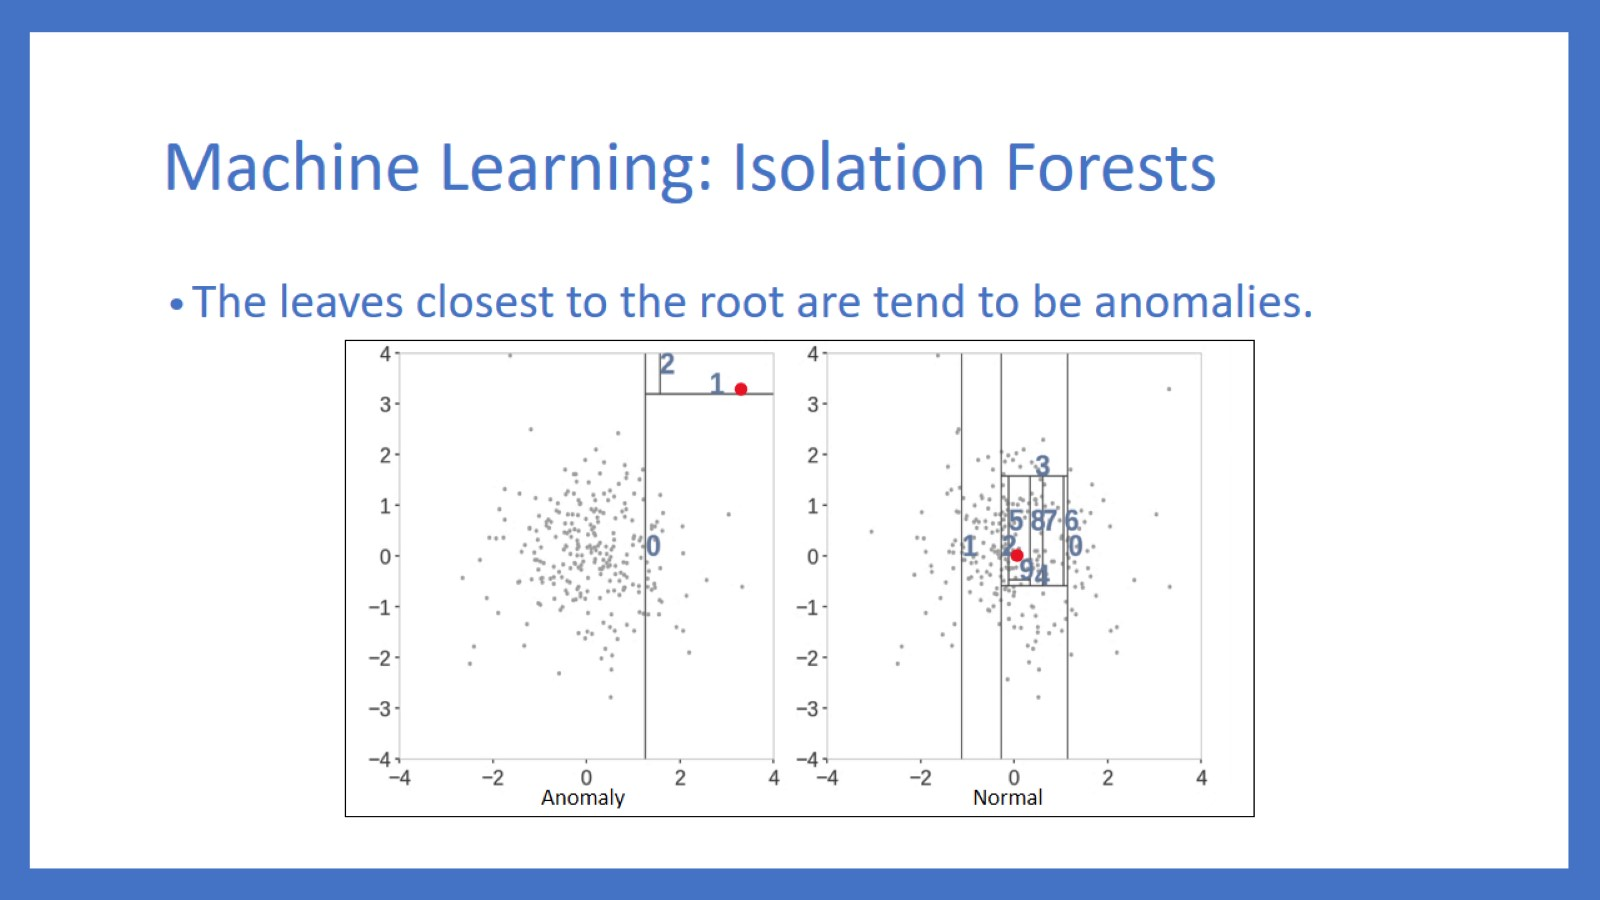 Machine Learning: Isolation Forests
• The leaves closest to the root are tend to be anomalies.
4
3
2
1
0
−1
−2
−3
−4
−4 −2 0 2 4
2
1
0
Anomaly
4
3
2
1
0
−1
−2
−3
−4
−4 −2 0 2 4
3
5 8 7 6
1 2 0
9 4
Normal